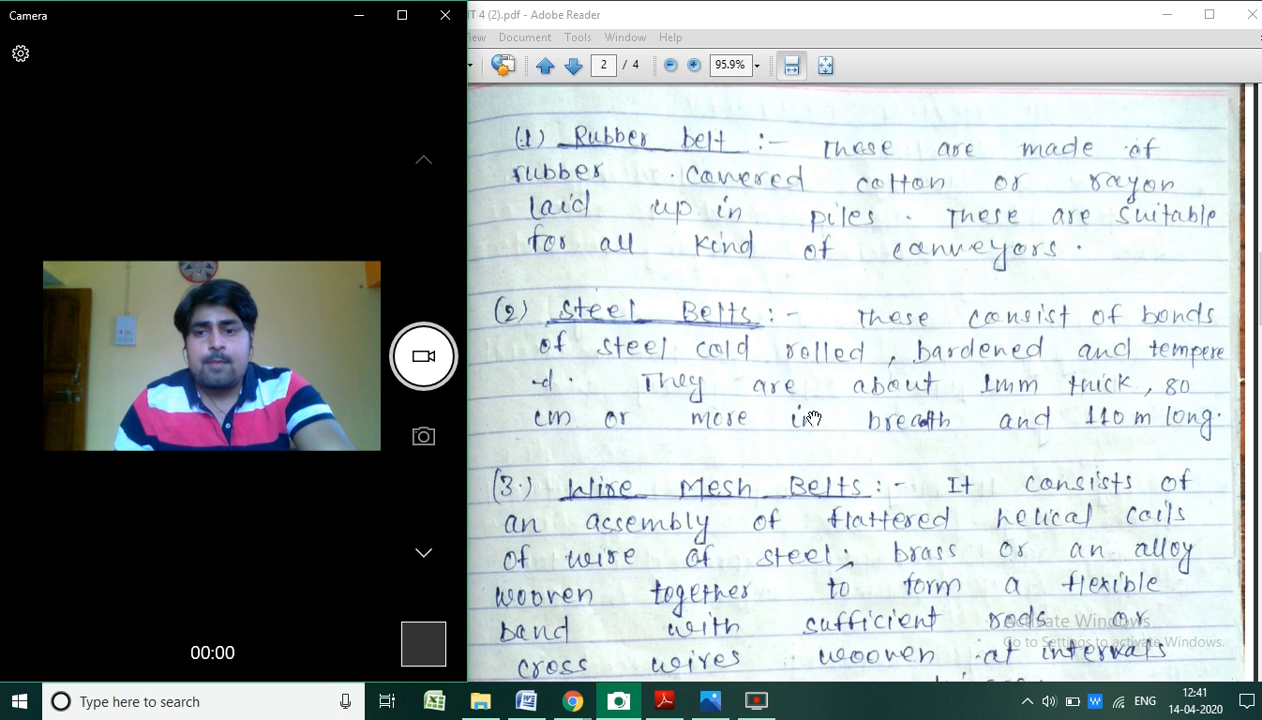 Camera
IT 4 (2).pdf - Adobe Reader
iew Document Tools Window Help
2 / 4 95.9%
(1) Rubber belt :- These are made of
rubber covered cotton or rayon
laid up in piles. These are suitable
for all kind of conveyors.
(2) Steel Belts :- These consist of bonds
of steel cold rolled, hardened and tempere
-d. They are about 1mm thick, 80
cm or more in breadth and 110 m long.
(3.) Wire Mesh Belts :- It consists of
an assembly of flattered helical coils
of wire of steel, brass or an alloy
wooven together to form a flexible
band with sufficient rods or
cross wires wooven at intervals
Activate Windows
Go to Settings to activate Windows.
00:00
Type here to search
W
ENG
12:41
14-04-2020